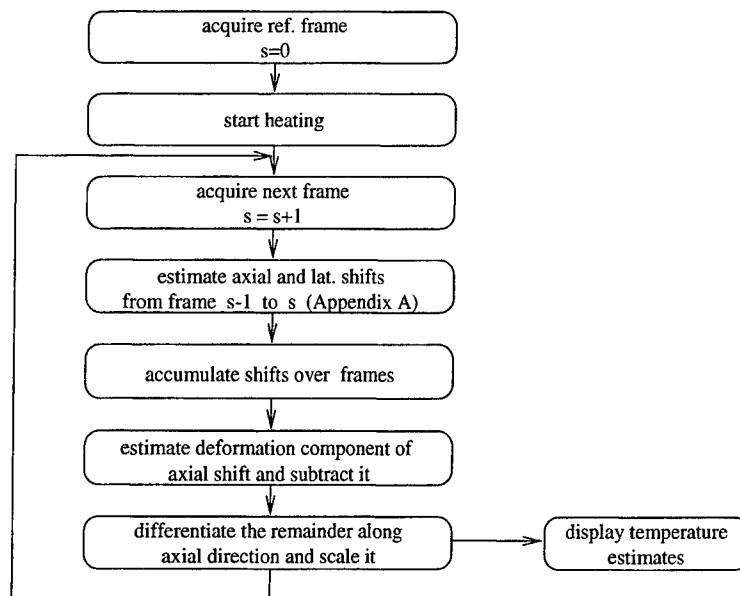 acquire ref. frame
s=0
start heating
acquire next frame
s = s+1
estimate axial and lat. shifts
from frame s-1 to s (Appendix A)
accumulate shifts over frames
estimate deformation component of
axial shift and subtract it
differentiate the remainder along
axial direction and scale it
display temperature
estimates